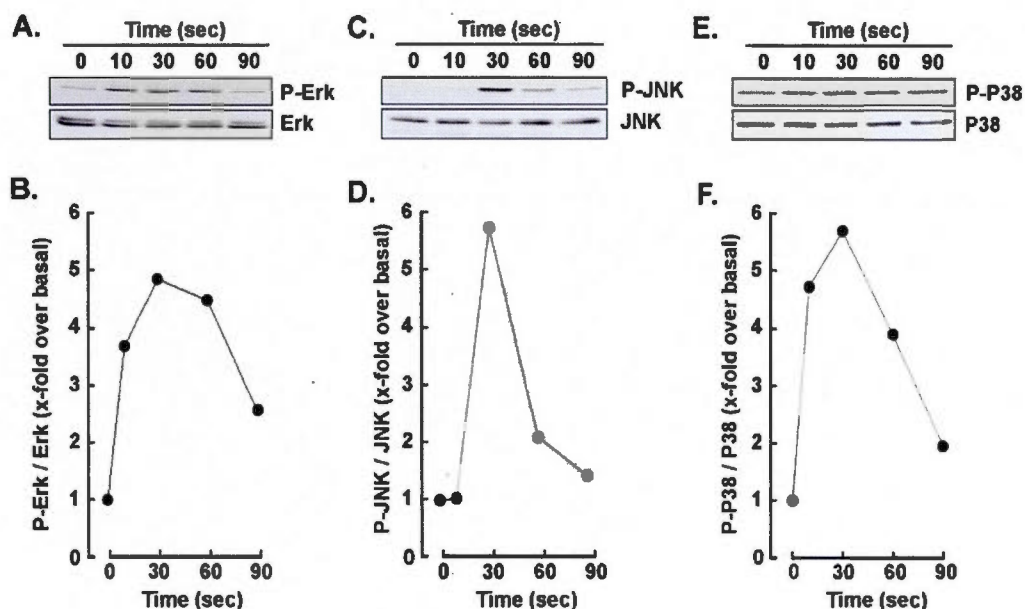 A.
Time (sec)
0 10 30 60 90
P-Erk
Erk
C.
Time (sec)
0 10 30 60 90
P-JNK
JNK
E.
Time (sec)
0 10 30 60 90
P-P38
P38
B.
P-Erk / Erk (x-fold over basal)
6
5
4
3
2
1
0
0 30 60 90
Time (sec)
D.
P-JNK / JNK (x-fold over basal)
6
5
4
3
2
1
0
0 30 60 90
Time (sec)
F.
P-P38 / P38 (x-fold over basal)
6
5
4
3
2
1
0
0 30 60 90
Time (sec)